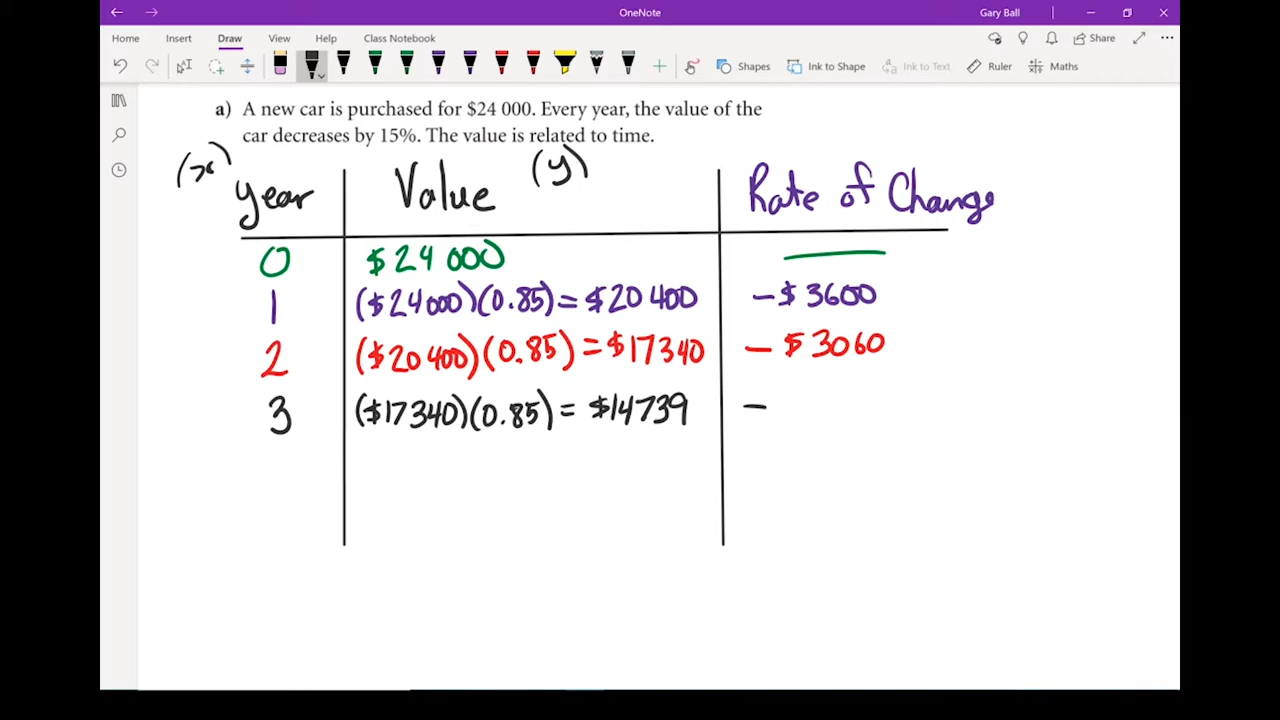 OneNote
Gary Ball
Home Insert Draw View Help Class Notebook
Share
Shapes Ink to Shape Ink to Text Ruler Maths
a) A new car is purchased for $24 000. Every year, the value of the
car decreases by 15%. The value is related to time.
(x) (y)
year Value Rate of Change
0 $24 000
1 ($24000)(0.85) = $20 400 -$3600
2 ($20 400)(0.85) = $17340 - $3060
3 ($17340)(0.85) = $14739 -